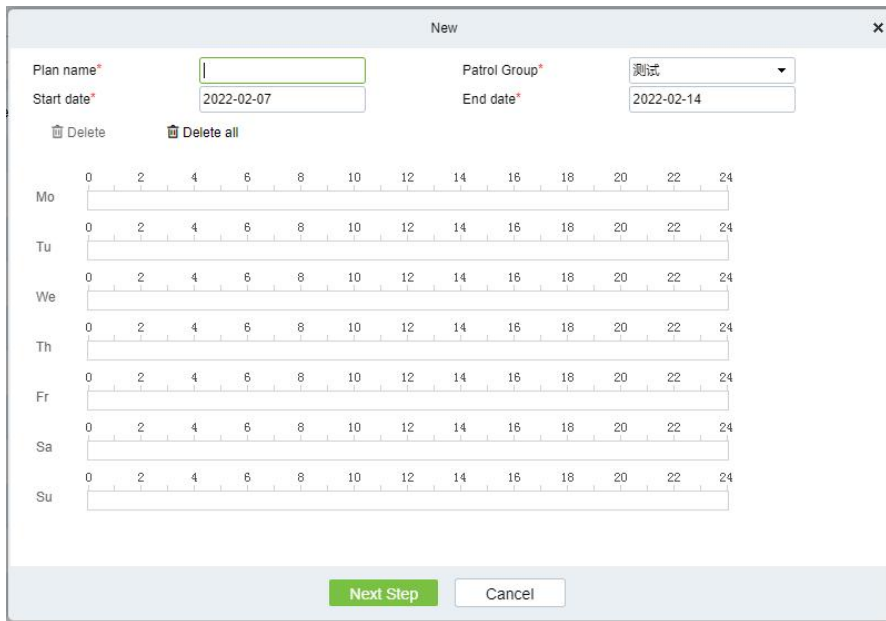 New ×
Plan name* Patrol Group* 测试
Start date* 2022-02-07 End date* 2022-02-14
Delete Delete all
0 2 4 6 8 10 12 14 16 18 20 22 24
Mo
0 2 4 6 8 10 12 14 16 18 20 22 24
Tu
0 2 4 6 8 10 12 14 16 18 20 22 24
We
0 2 4 6 8 10 12 14 16 18 20 22 24
Th
0 2 4 6 8 10 12 14 16 18 20 22 24
Fr
0 2 4 6 8 10 12 14 16 18 20 22 24
Sa
0 2 4 6 8 10 12 14 16 18 20 22 24
Su
Next Step Cancel